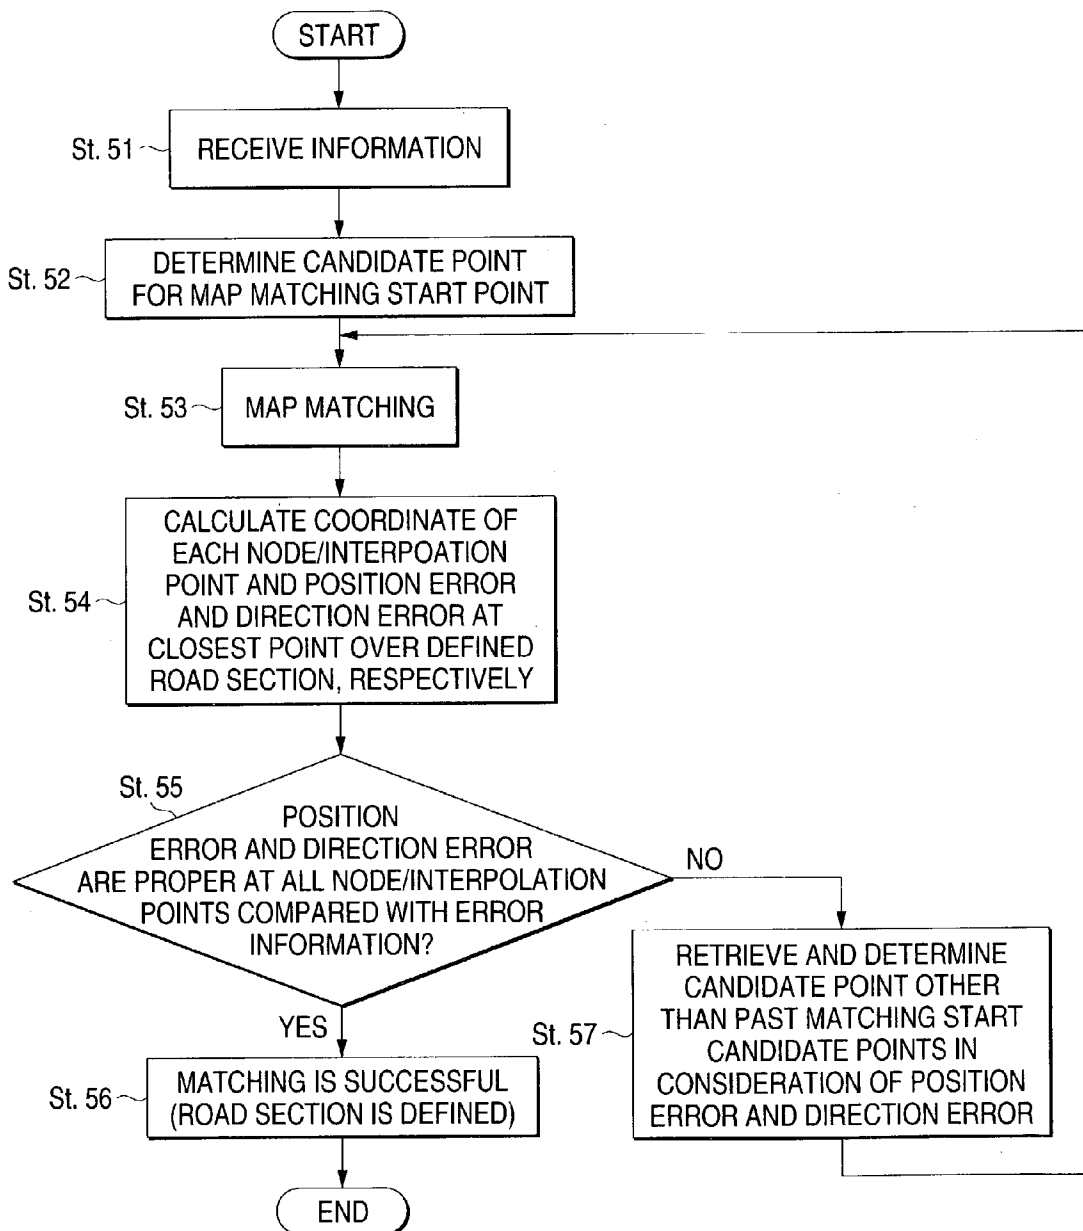 START
St. 51
RECEIVE INFORMATION
St. 52
DETERMINE CANDIDATE POINT
FOR MAP MATCHING START POINT
St. 53
MAP MATCHING
St. 54
CALCULATE COORDINATE OF
EACH NODE/INTERPOATION
POINT AND POSITION ERROR
AND DIRECTION ERROR AT
CLOSEST POINT OVER DEFINED
ROAD SECTION, RESPECTIVELY
St. 55
POSITION
ERROR AND DIRECTION ERROR
ARE PROPER AT ALL NODE/INTERPOLATION
POINTS COMPARED WITH ERROR
INFORMATION?
NO
YES
St. 57
RETRIEVE AND DETERMINE
CANDIDATE POINT OTHER
THAN PAST MATCHING START
CANDIDATE POINTS IN
CONSIDERATION OF POSITION
ERROR AND DIRECTION ERROR
St. 56
MATCHING IS SUCCESSFUL
(ROAD SECTION IS DEFINED)
END